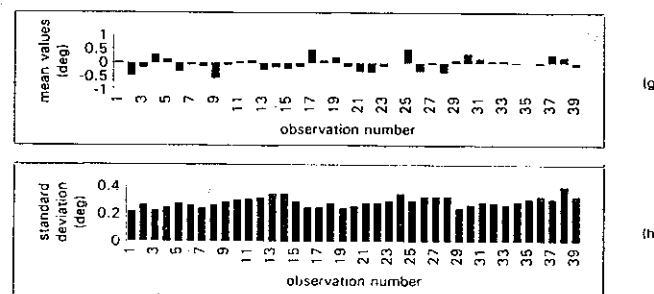 mean values
(deg)
1
0.5
0
-0.5
-1
1 3 5 7 9 11 13 15 17 19 21 23 25 27 29 31 33 35 37 39
observation number
(g
standard
deviation
(deg)
0.4
0.2
0
1 3 5 7 9 11 13 15 17 19 21 23 25 27 29 31 33 35 37 39
observation number
(h